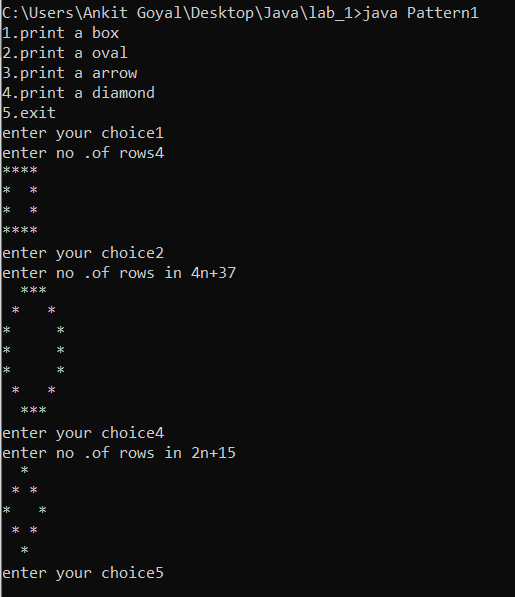 C:\Users\Ankit Goyal\Desktop\Java\lab_1>java Pattern1
1.print a box
2.print a oval
3.print a arrow
4.print a diamond
5.exit
enter your choice1
enter no .of rows4
****
*  *
*  *
****
enter your choice2
enter no .of rows in 4n+37
  ***
 *   *
*     *
*     *
*     *
 *   *
  ***
enter your choice4
enter no .of rows in 2n+15
  *
 * *
*   *
 * *
  *
enter your choice5